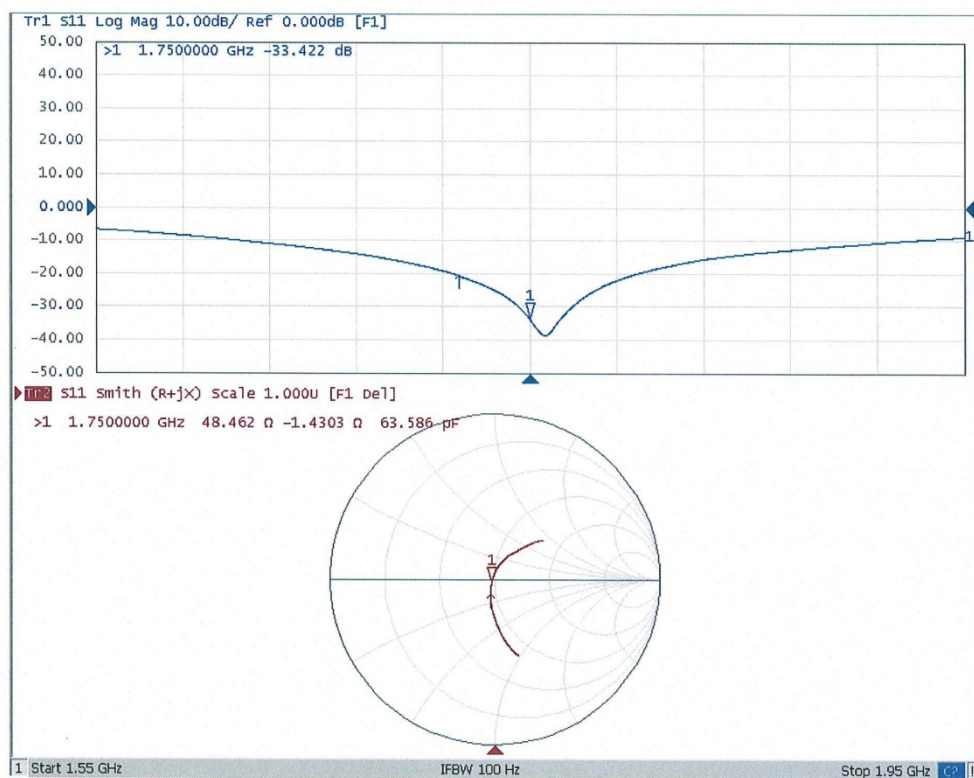 Tr1 S11 Log Mag 10.00dB/ Ref 0.000dB [F1]
50.00
>1 1.7500000 GHz -33.422 dB
40.00
30.00
20.00
10.00
0.000
-10.00
1
-20.00
1
-30.00
-40.00
-50.00
Tr2 S11 Smith (R+jX) Scale 1.000U [F1 Del]
>1 1.7500000 GHz 48.462 Ω -1.4303 Ω 63.586 pF
1
1 Start 1.55 GHz IFBW 100 Hz Stop 1.95 GHz C2